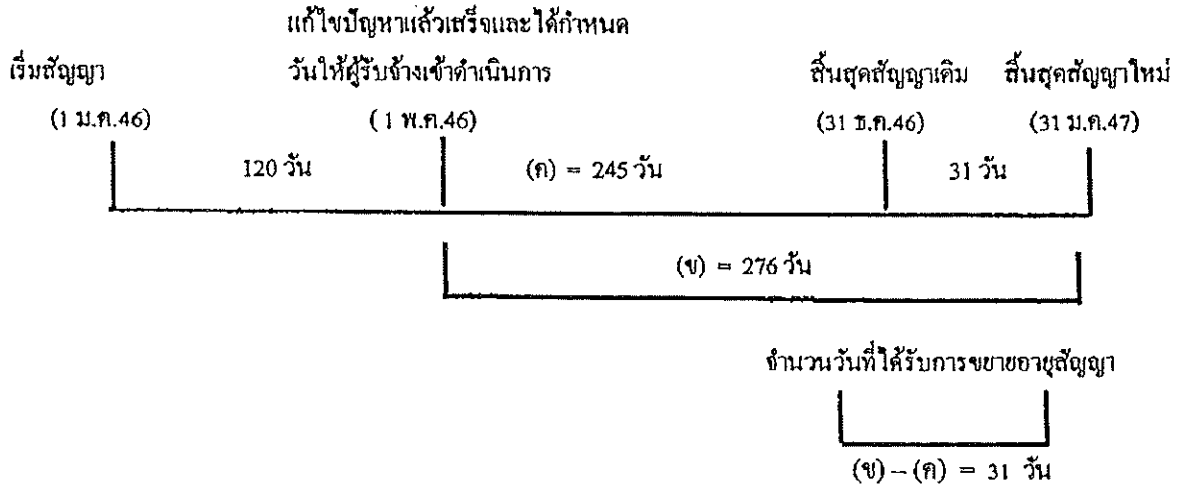 แก้ไขปัญหาแล้วเสร็จและได้กำหนด
เริ่มสัญญา วันให้ผู้รับจ้างเข้าดำเนินการ สิ้นสุดสัญญาเดิม สิ้นสุดสัญญาใหม่
(1 ม.ค.46) (1 พ.ค.46) (31 ธ.ค.46) (31 ม.ค.47)
120 วัน (ค) = 245 วัน 31 วัน
(ข) = 276 วัน
จำนวนวันที่ได้รับการขยายอายุสัญญา
(ข) – (ค) = 31 วัน